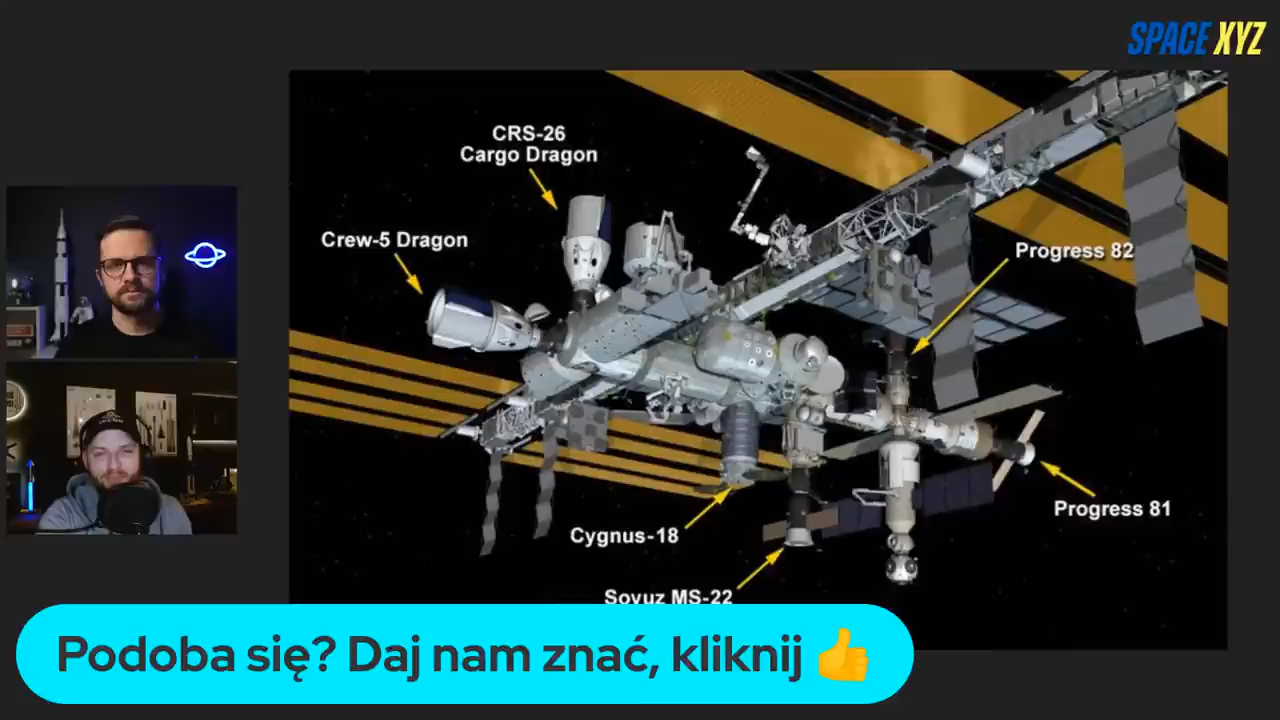 SPACE XYZ
CRS-26
Cargo Dragon
Crew-5 Dragon
Progress 82
Progress 81
Cygnus-18
Soyuz MS-22
Podoba się? Daj nam znać, kliknij 👍